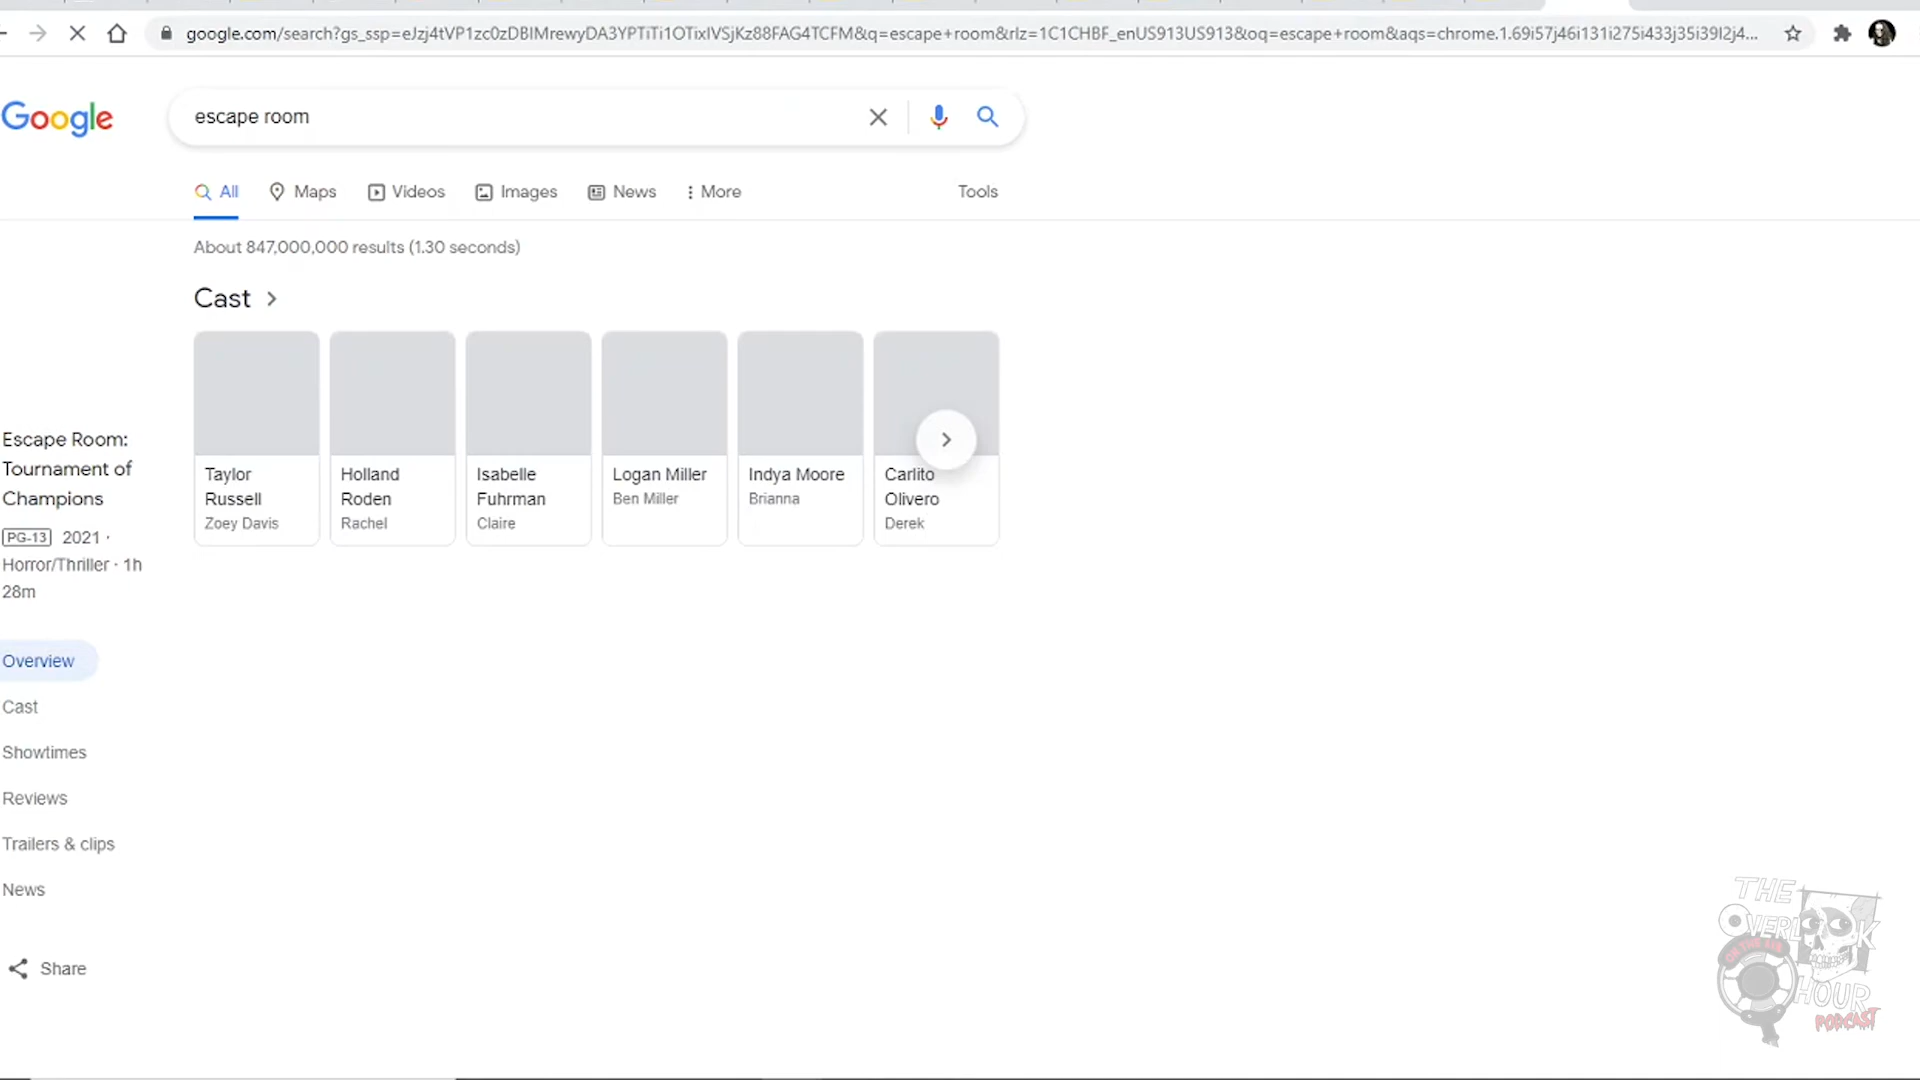 google.com/search?gs_ssp=eJzj4tVP1zc0zDBIMrewyDA3YPTiTi1OTixIVSjKz88FAG4TCFM&q=escape+room&rlz=1C1CHBF_enUS913US913&oq=escape+room&aqs=chrome.1.69i57j46i131i275i433j35i39l2j4...
Google
escape room
All
Maps
Videos
Images
News
More
Tools
About 847,000,000 results (1.30 seconds)
Cast
Taylor
Russell
Zoey Davis
Holland
Roden
Rachel
Isabelle
Fuhrman
Claire
Logan Miller
Ben Miller
Indya Moore
Brianna
Carlito
Olivero
Derek
Escape Room:
Tournament of
Champions
PG-13 2021 ·
Horror/Thriller · 1h
28m
Overview
Cast
Showtimes
Reviews
Trailers & clips
News
Share
THE
OVERLOOK
ON THE AIR
HOUR
PODCAST